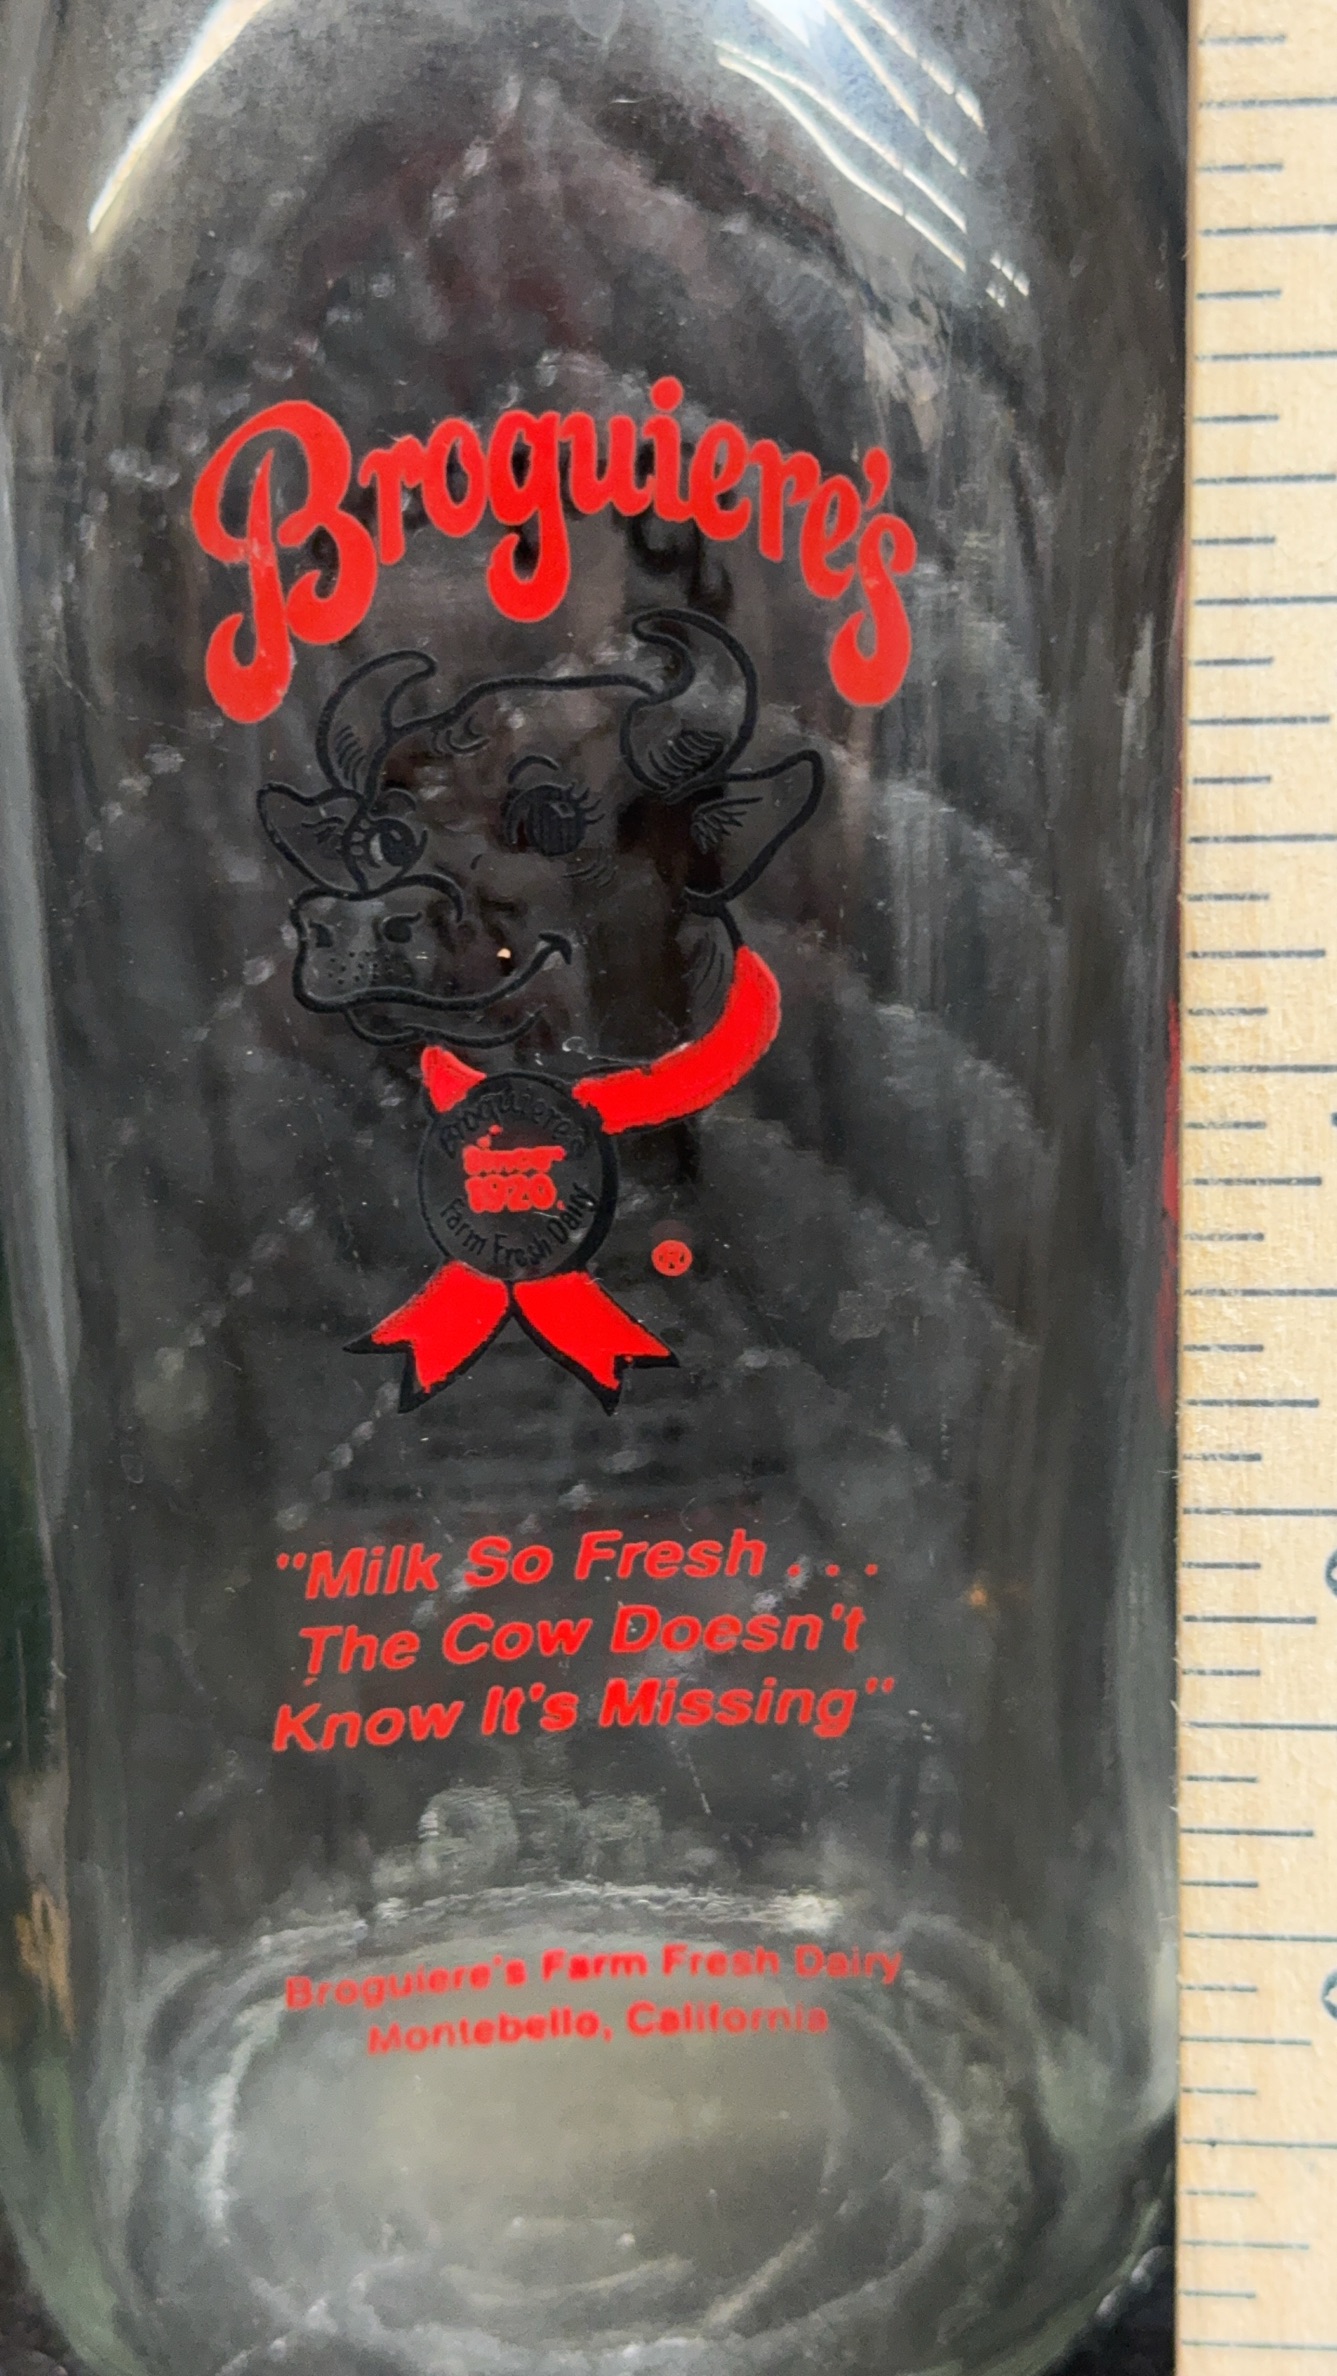 Broguiere's
Broguiere's
Since
1920
Farm Fresh Dairy
®
"Milk So Fresh . . .
The Cow Doesn't
Know It's Missing"
Broguiere's Farm Fresh Dairy
Montebello, California